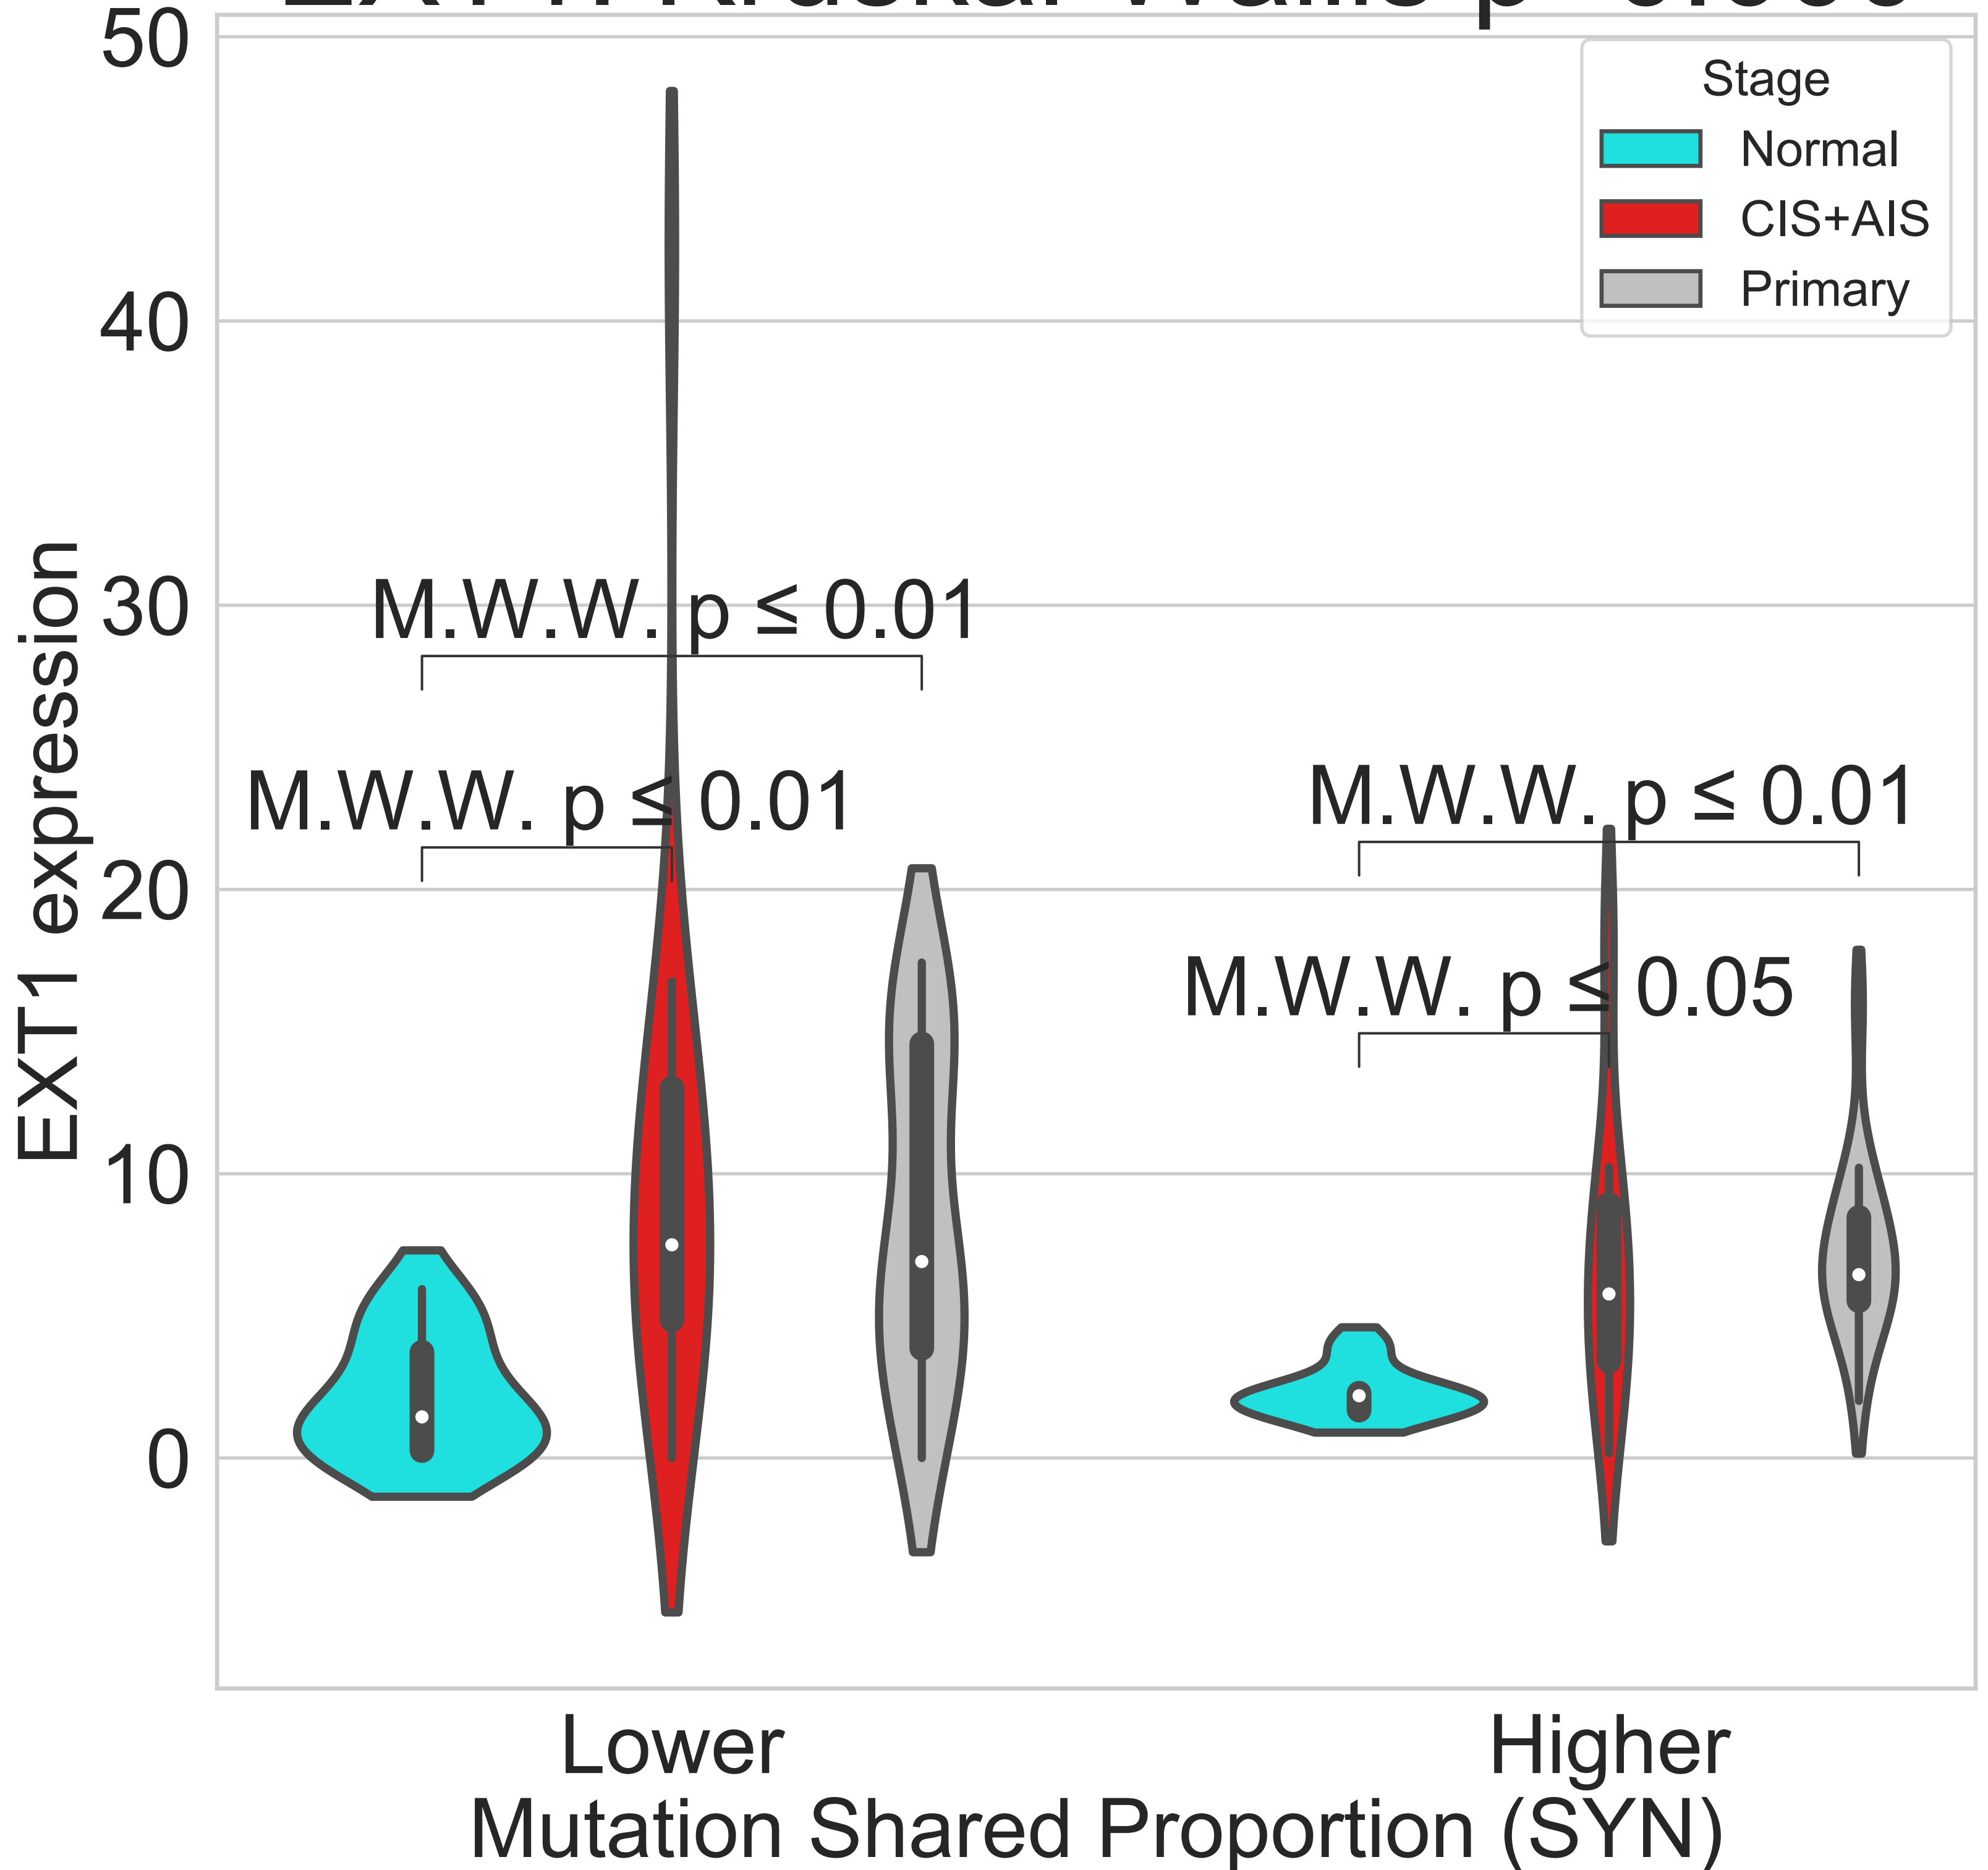 50
Stage
Normal
CIS+AIS
Primary
40
30
M.W.W. p ≤ 0.01
M.W.W. p ≤ 0.01
M.W.W. p ≤ 0.01
20
M.W.W. p ≤ 0.05
10
0
EXT1 expression
Lower
Higher
Mutation Shared Proportion (SYN)